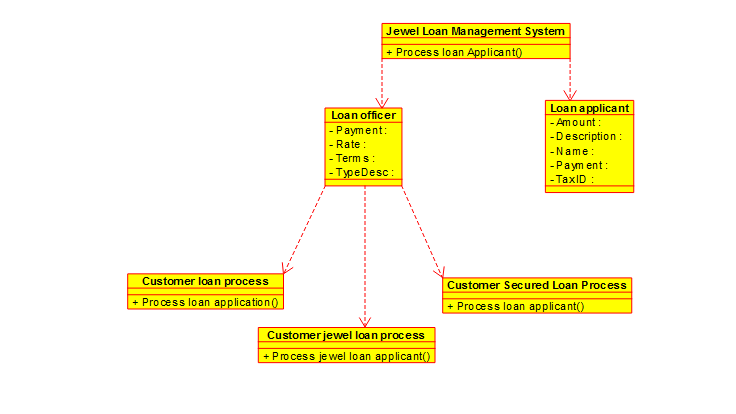 Jewel Loan Management System
+ Process loan Applicant()
Loan officer
- Payment :
- Rate :
- Terms :
- TypeDesc :
Loan applicant
- Amount :
- Description :
- Name :
- Payment :
- TaxID :
Customer loan process
+ Process loan application()
Customer Secured Loan Process
+ Process loan applicant()
Customer jewel loan process
+ Process jewel loan applicant()